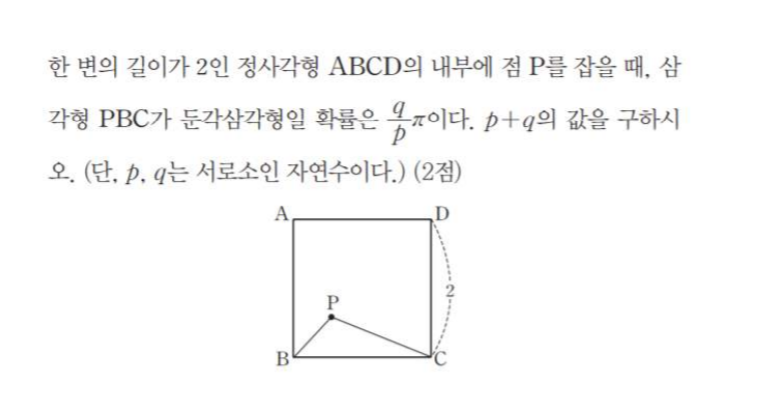 한 변의 길이가 2인 정사각형 ABCD의 내부에 점 P를 잡을 때, 삼
각형 PBC가 둔각삼각형일 확률은 q/p π이다. p+q의 값을 구하시
오. (단, p, q는 서로소인 자연수이다.) (2점)
A D
P 2
B C